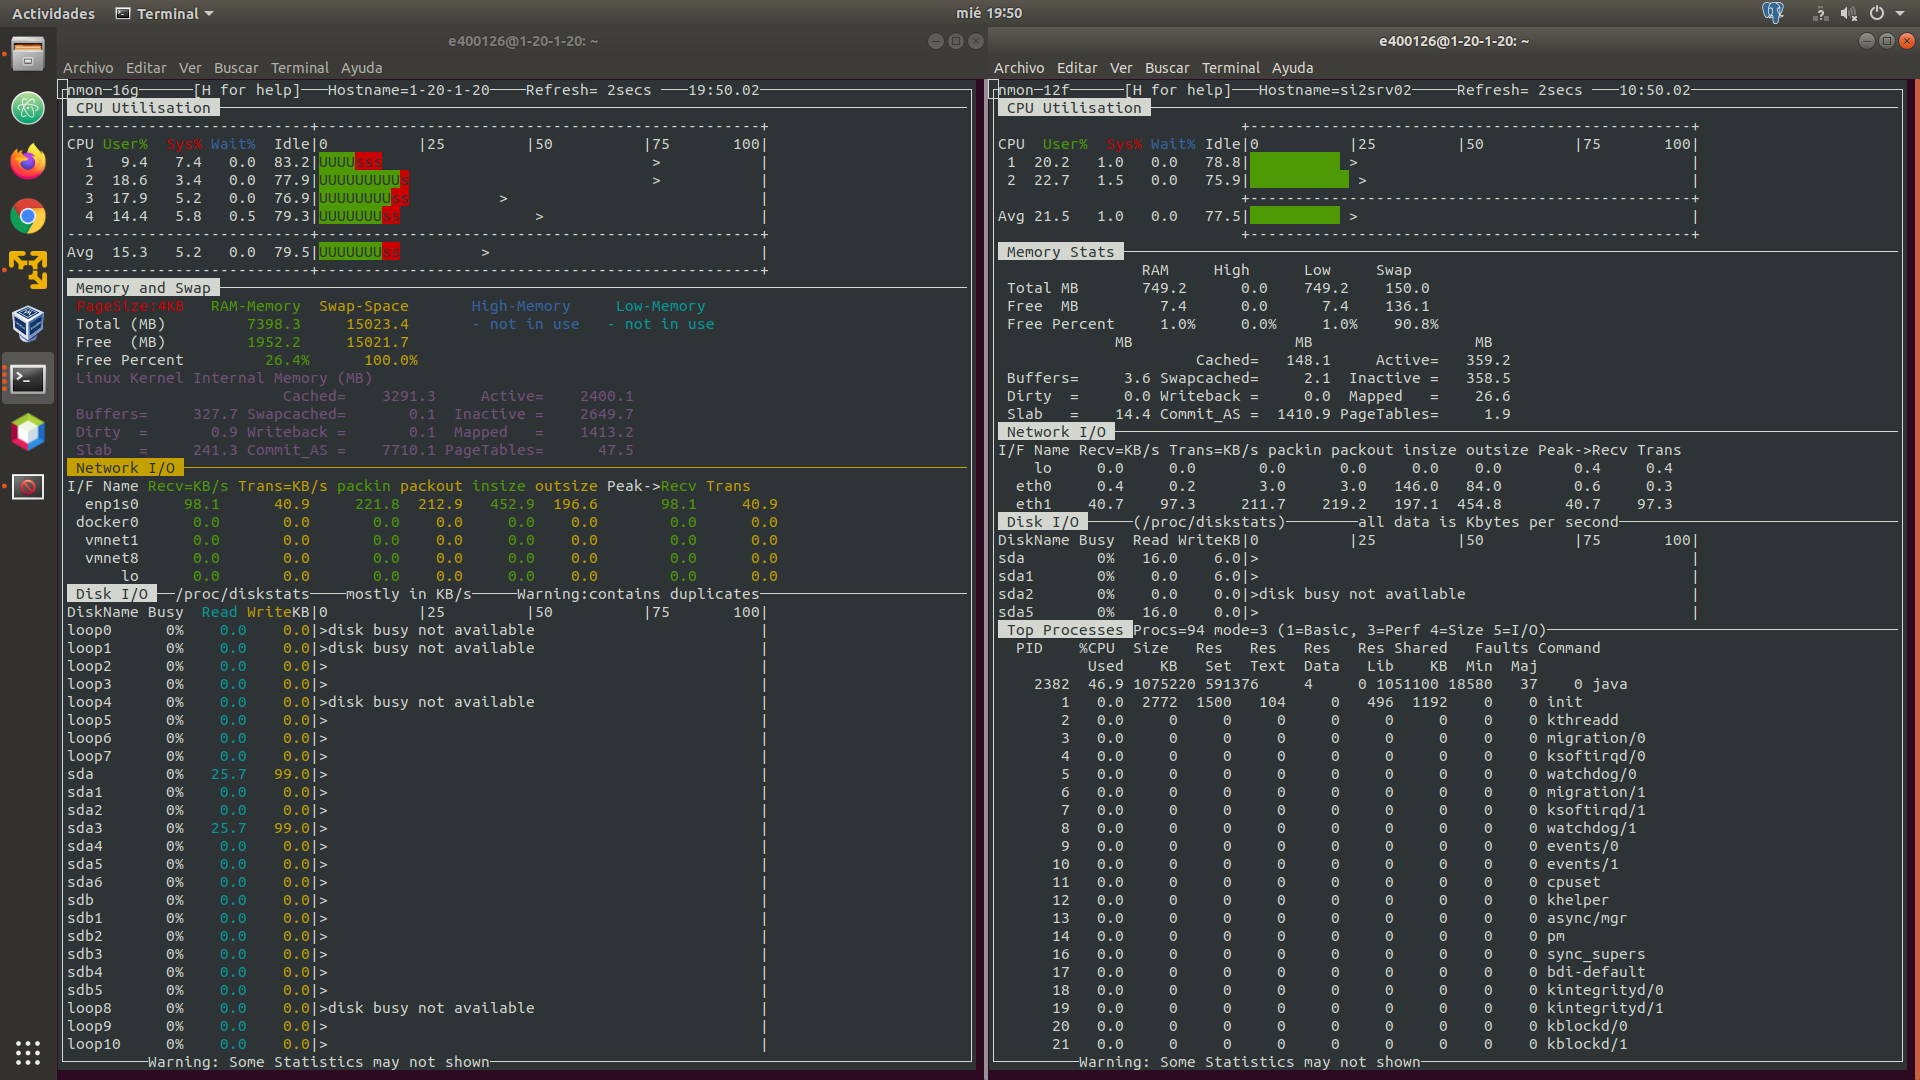 Actividades Terminal mié 19:50
e400126@1-20-1-20: ~
Archivo Editar Ver Buscar Terminal Ayuda
nmon-16g [H for help] Hostname=1-20-1-20 Refresh= 2secs 19:50.02
CPU Utilisation
CPU User% Sys% Wait% Idle|0 |25 |50 |75 100|
1 9.4 7.4 0.0 83.2|UUUUsss > |
2 18.6 3.4 0.0 77.9|UUUUUUUUUs > |
3 17.9 5.2 0.0 76.9|UUUUUUUUss > |
4 14.4 5.8 0.5 79.3|UUUUUUUss > |
Avg 15.3 5.2 0.0 79.5|UUUUUUUss > |
Memory and Swap
PageSize:4KB RAM-Memory Swap-Space High-Memory Low-Memory
Total (MB) 7398.3 15023.4 - not in use - not in use
Free (MB) 1952.2 15021.7
Free Percent 26.4% 100.0%
Linux Kernel Internal Memory (MB)
Cached= 3291.3 Active= 2400.1
Buffers= 327.7 Swapcached= 0.1 Inactive = 2649.7
Dirty = 0.9 Writeback = 0.1 Mapped = 1413.2
Slab = 241.3 Commit_AS = 7710.1 PageTables= 47.5
Network I/O
I/F Name Recv=KB/s Trans=KB/s packin packout insize outsize Peak->Recv Trans
enp1s0 98.1 40.9 221.8 212.9 452.9 196.6 98.1 40.9
docker0 0.0 0.0 0.0 0.0 0.0 0.0 0.0 0.0
vmnet1 0.0 0.0 0.0 0.0 0.0 0.0 0.0 0.0
vmnet8 0.0 0.0 0.0 0.0 0.0 0.0 0.0 0.0
lo 0.0 0.0 0.0 0.0 0.0 0.0 0.0 0.0
Disk I/O /proc/diskstats mostly in KB/s Warning:contains duplicates
DiskName Busy Read WriteKB|0 |25 |50 |75 100|
loop0 0% 0.0 0.0|>disk busy not available |
loop1 0% 0.0 0.0|>disk busy not available |
loop2 0% 0.0 0.0|> |
loop3 0% 0.0 0.0|> |
loop4 0% 0.0 0.0|>disk busy not available |
loop5 0% 0.0 0.0|> |
loop6 0% 0.0 0.0|> |
loop7 0% 0.0 0.0|> |
sda 0% 25.7 99.0|> |
sda1 0% 0.0 0.0|> |
sda2 0% 0.0 0.0|> |
sda3 0% 25.7 99.0|> |
sda4 0% 0.0 0.0|> |
sda5 0% 0.0 0.0|> |
sda6 0% 0.0 0.0|> |
sdb 0% 0.0 0.0|> |
sdb1 0% 0.0 0.0|> |
sdb2 0% 0.0 0.0|> |
sdb3 0% 0.0 0.0|> |
sdb4 0% 0.0 0.0|> |
sdb5 0% 0.0 0.0|> |
loop8 0% 0.0 0.0|>disk busy not available |
loop9 0% 0.0 0.0|> |
loop10 0% 0.0 0.0|> |
Warning: Some Statistics may not shown
e400126@1-20-1-20: ~
Archivo Editar Ver Buscar Terminal Ayuda
nmon-12f [H for help] Hostname=si2srv02 Refresh= 2secs 10:50.02
CPU Utilisation
CPU User% Sys% Wait% Idle|0 |25 |50 |75 100|
1 20.2 1.0 0.0 78.8| > |
2 22.7 1.5 0.0 75.9| > |
Avg 21.5 1.0 0.0 77.5| > |
Memory Stats
RAM High Low Swap
Total MB 749.2 0.0 749.2 150.0
Free MB 7.4 0.0 7.4 136.1
Free Percent 1.0% 0.0% 1.0% 90.8%
MB MB MB
Cached= 148.1 Active= 359.2
Buffers= 3.6 Swapcached= 2.1 Inactive = 358.5
Dirty = 0.0 Writeback = 0.0 Mapped = 26.6
Slab = 14.4 Commit_AS = 1410.9 PageTables= 1.9
Network I/O
I/F Name Recv=KB/s Trans=KB/s packin packout insize outsize Peak->Recv Trans
lo 0.0 0.0 0.0 0.0 0.0 0.0 0.4 0.4
eth0 0.4 0.2 3.0 3.0 146.0 84.0 0.6 0.3
eth1 40.7 97.3 211.7 219.2 197.1 454.8 40.7 97.3
Disk I/O (/proc/diskstats) all data is Kbytes per second
DiskName Busy Read WriteKB|0 |25 |50 |75 100|
sda 0% 16.0 6.0|> |
sda1 0% 0.0 6.0|> |
sda2 0% 0.0 0.0|>disk busy not available |
sda5 0% 16.0 0.0|> |
Top Processes Procs=94 mode=3 (1=Basic, 3=Perf 4=Size 5=I/O)
PID %CPU Size Res Res Res Res Shared Faults Command
Used KB Set Text Data Lib KB Min Maj
2382 46.9 1075220 591376 4 0 1051100 18580 37 0 java
1 0.0 2772 1500 104 0 496 1192 0 0 init
2 0.0 0 0 0 0 0 0 0 0 kthreadd
3 0.0 0 0 0 0 0 0 0 0 migration/0
4 0.0 0 0 0 0 0 0 0 0 ksoftirqd/0
5 0.0 0 0 0 0 0 0 0 0 watchdog/0
6 0.0 0 0 0 0 0 0 0 0 migration/1
7 0.0 0 0 0 0 0 0 0 0 ksoftirqd/1
8 0.0 0 0 0 0 0 0 0 0 watchdog/1
9 0.0 0 0 0 0 0 0 0 0 events/0
10 0.0 0 0 0 0 0 0 0 0 events/1
11 0.0 0 0 0 0 0 0 0 0 cpuset
12 0.0 0 0 0 0 0 0 0 0 khelper
13 0.0 0 0 0 0 0 0 0 0 async/mgr
14 0.0 0 0 0 0 0 0 0 0 pm
16 0.0 0 0 0 0 0 0 0 0 sync_supers
17 0.0 0 0 0 0 0 0 0 0 bdi-default
18 0.0 0 0 0 0 0 0 0 0 kintegrityd/0
19 0.0 0 0 0 0 0 0 0 0 kintegrityd/1
20 0.0 0 0 0 0 0 0 0 0 kblockd/0
21 0.0 0 0 0 0 0 0 0 0 kblockd/1
Warning: Some Statistics may not shown